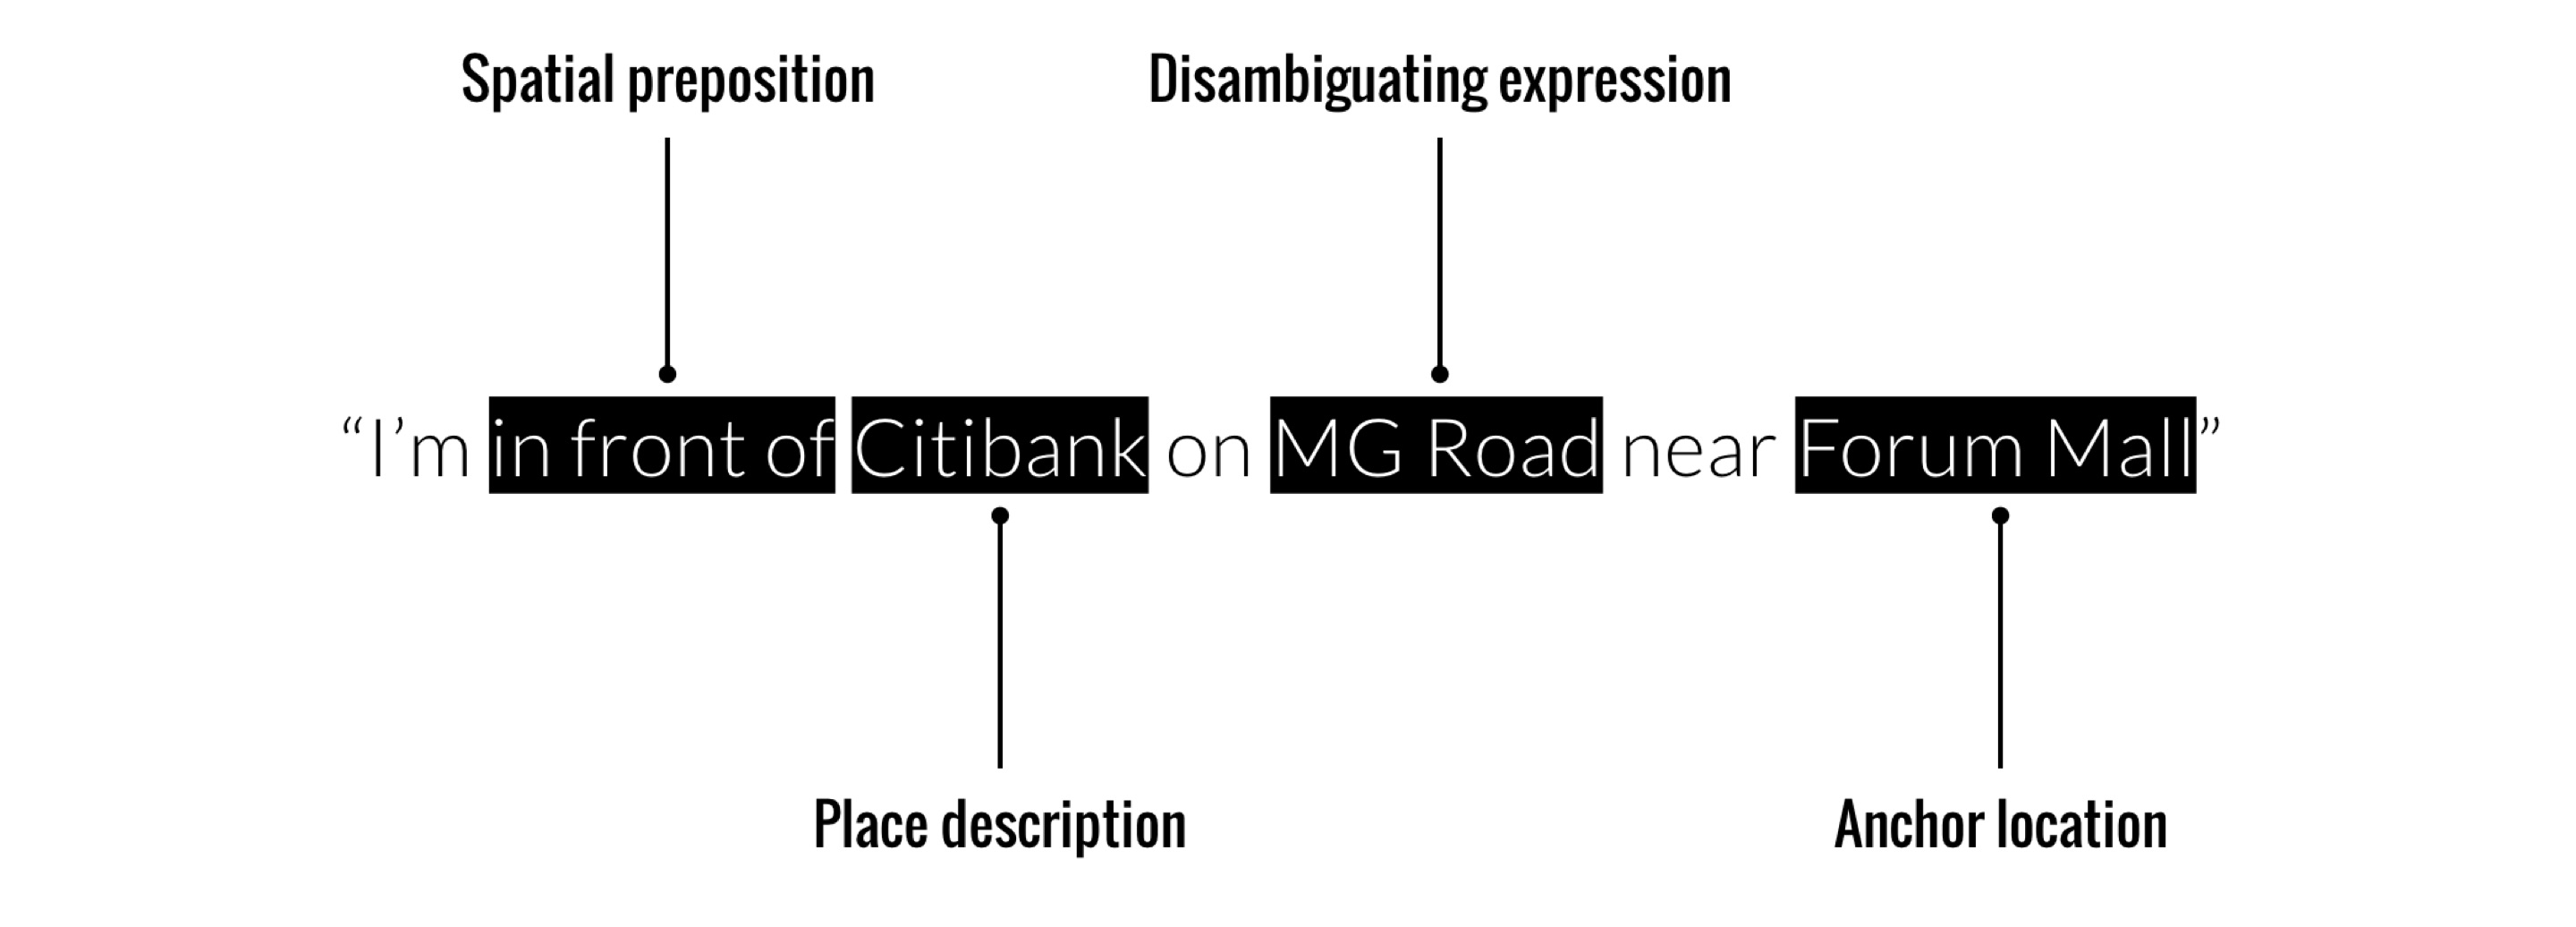 Spatial preposition
Disambiguating expression
“I’m in front of Citibank on MG Road near Forum Mall”
Place description
Anchor location